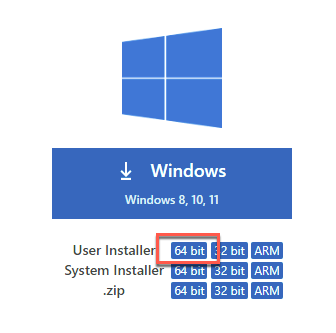 Windows
Windows 8, 10, 11
User Installer 64 bit 32 bit ARM
System Installer 64 bit 32 bit ARM
.zip 64 bit 32 bit ARM